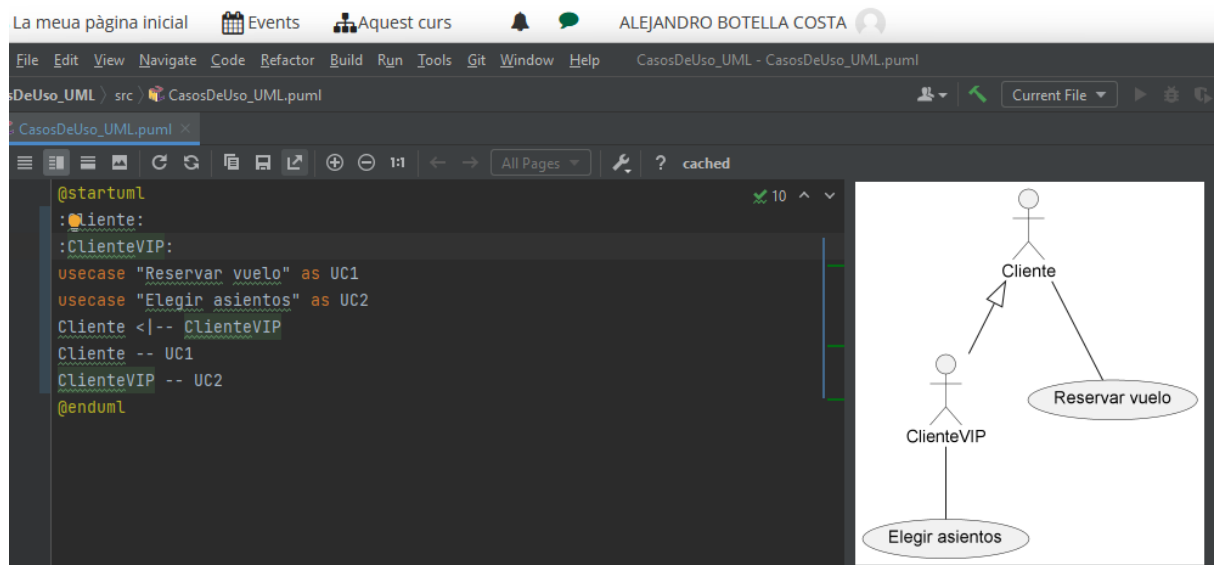 La meua pàgina inicial Events Aquest curs ALEJANDRO BOTELLA COSTA
File Edit View Navigate Code Refactor Build Run Tools Git Window Help CasosDeUso_UML - CasosDeUso_UML.puml
sDeUso_UML src CasosDeUso_UML.puml Current File
CasosDeUso_UML.puml
1:1 All Pages ? cached
@startuml
:Cliente:
:ClienteVIP:
usecase "Reservar vuelo" as UC1
usecase "Elegir asientos" as UC2
Cliente <|-- ClienteVIP
Cliente -- UC1
ClienteVIP -- UC2
@enduml
10
Cliente
Reservar vuelo
ClienteVIP
Elegir asientos